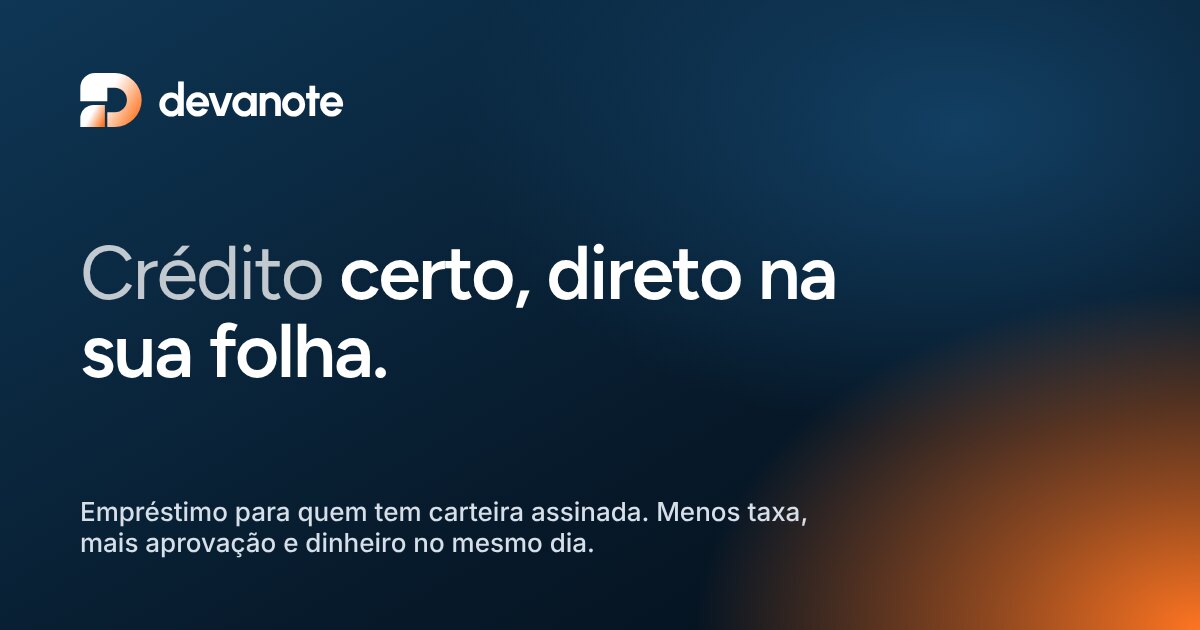 devanote
Crédito certo, direto na
sua folha.
Empréstimo para quem tem carteira assinada. Menos taxa,
mais aprovação e dinheiro no mesmo dia.